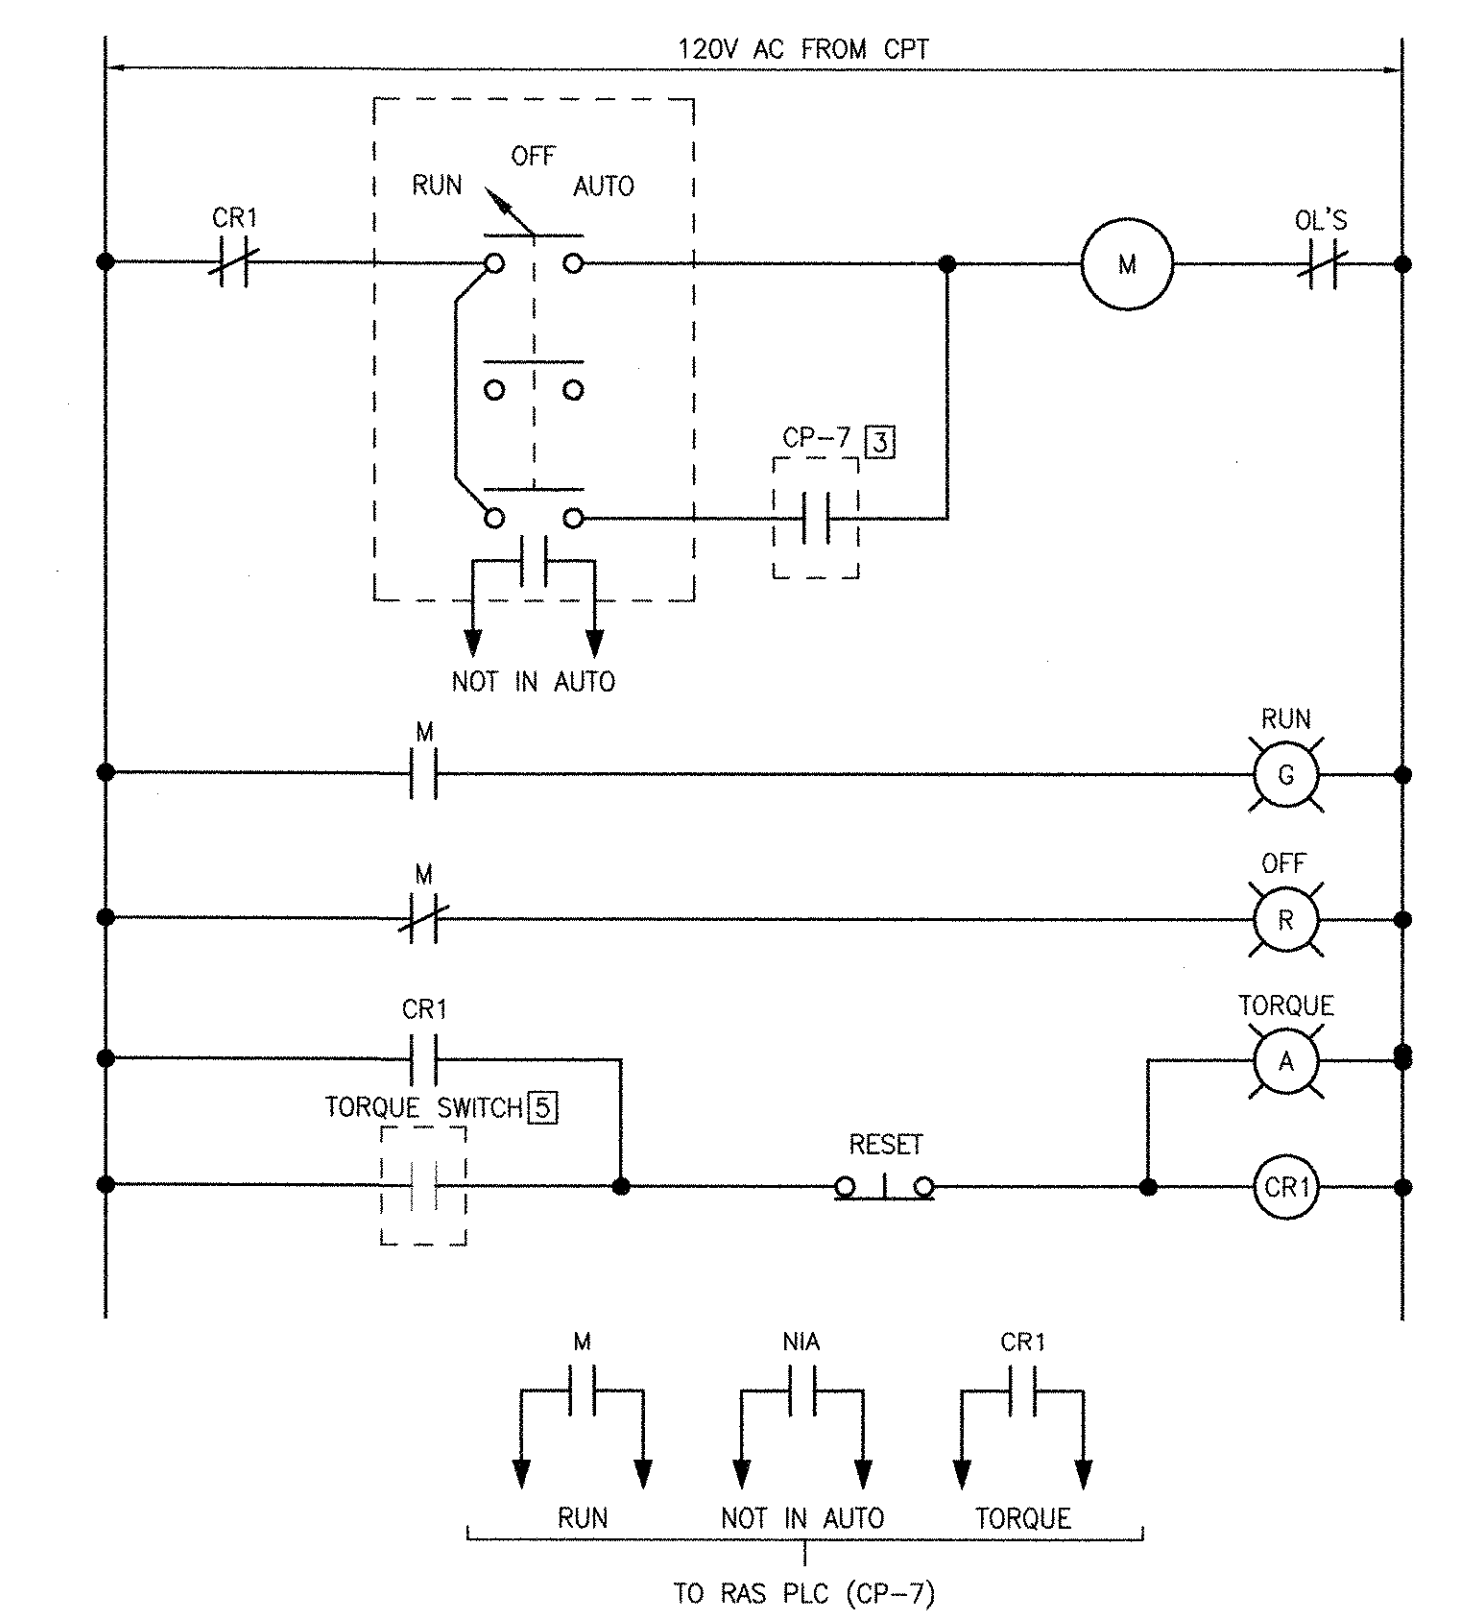 120V AC FROM CPT
OFF
RUN AUTO
CR1
OL'S
M
CP-7 3
NOT IN AUTO
RUN
M
G
OFF
M
R
CR1
TORQUE
A
TORQUE SWITCH 5
RESET
CR1
M NIA CR1
RUN NOT IN AUTO TORQUE
TO RAS PLC (CP-7)